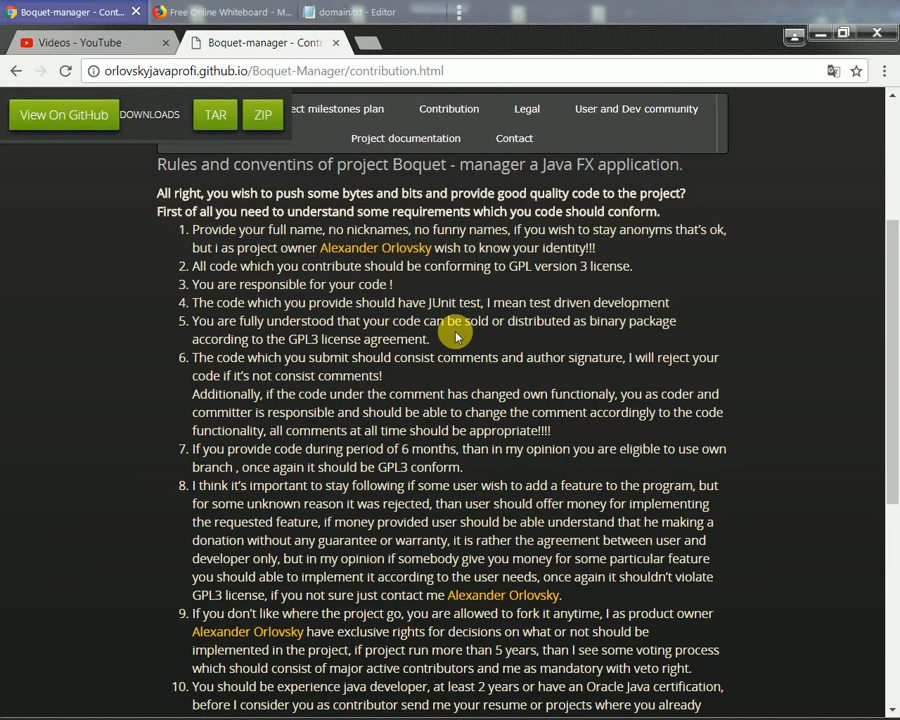 Boquet-manager - Cont
Free Online Whiteboard - M...
domain.txt - Editor
Videos - YouTube
Boquet-manager - Contr
orlovskyjavaprofi.github.io/Boquet-Manager/contribution.html
View On GitHub
DOWNLOADS
TAR
ZIP
ect milestones plan
Contribution
Legal
User and Dev community
Project documentation
Contact
Rules and conventins of project Boquet - manager a Java FX application.
All right, you wish to push some bytes and bits and provide good quality code to the project?
First of all you need to understand some requirements which you code should conform.
1. Provide your full name, no nicknames, no funny names, if you wish to stay anonyms that's ok,
but i as project owner Alexander Orlovsky wish to know your identity!!!
2. All code which you contribute should be conforming to GPL version 3 license.
3. You are responsible for your code !
4. The code which you provide should have JUnit test, I mean test driven development
5. You are fully understood that your code can be sold or distributed as binary package
according to the GPL3 license agreement.
6. The code which you submit should consist comments and author signature, I will reject your
code if it's not consist comments!
Additionally, if the code under the comment has changed own functionaly, you as coder and
committer is responsible and should be able to change the comment accordingly to the code
functionality, all comments at all time should be appropriate!!!!
7. If you provide code during period of 6 months, than in my opinion you are eligible to use own
branch , once again it should be GPL3 conform.
8. I think it's important to stay following if some user wish to add a feature to the program, but
for some unknown reason it was rejected, than user should offer money for implementing
the requested feature, if money provided user should be able understand that he making a
donation without any guarantee or warranty, it is rather the agreement between user and
developer only, but in my opinion if somebody give you money for some particular feature
you should able to implement it according to the user needs, once again it shouldn't violate
GPL3 license, if you not sure just contact me Alexander Orlovsky.
9. If you don't like where the project go, you are allowed to fork it anytime, I as product owner
Alexander Orlovsky have exclusive rights for decisions on what or not should be
implemented in the project, if project run more than 5 years, than I see some voting process
which should consist of major active contributors and me as mandatory with veto right.
10. You should be experience java developer, at least 2 years or have an Oracle Java certification,
before I consider you as contributor send me your resume or projects where you already